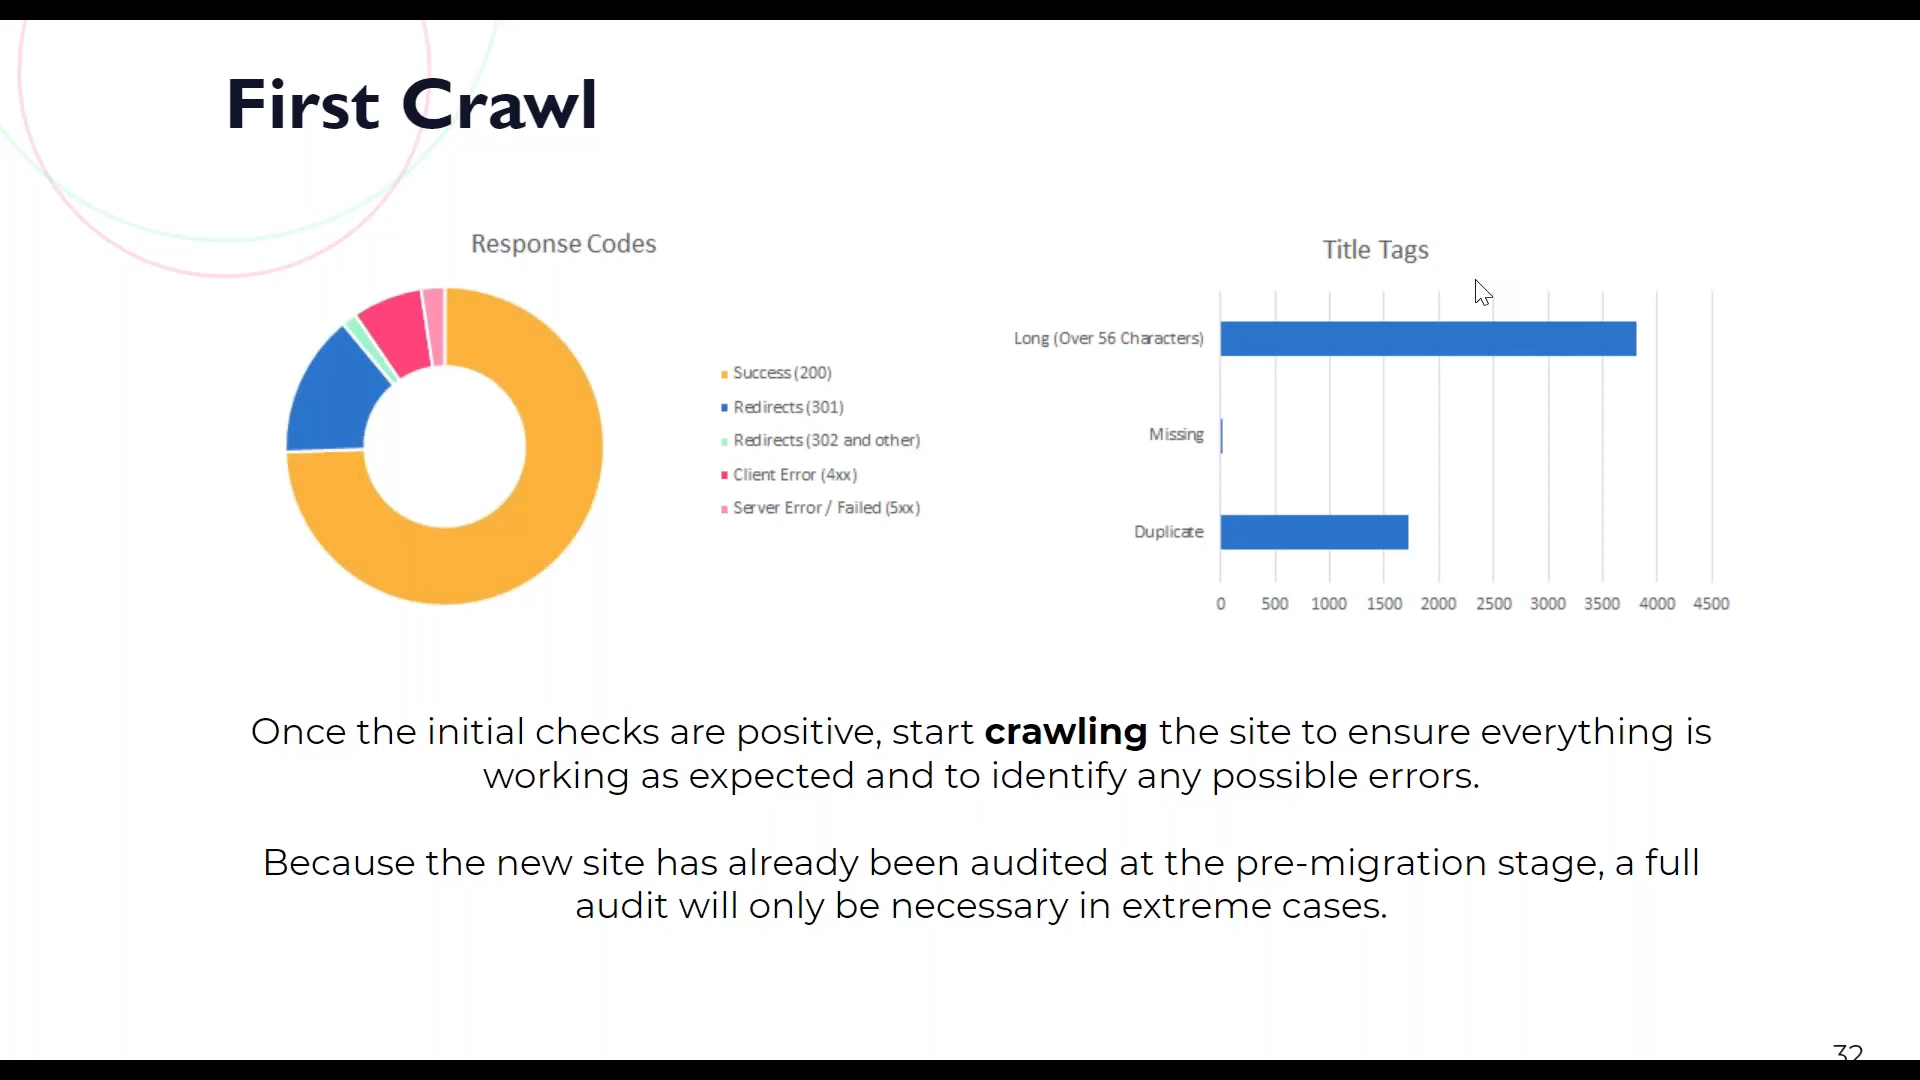 First Crawl
Response Codes
Success (200)
Redirects (301)
Redirects (302 and other)
Client Error (4xx)
Server Error / Failed (5xx)
Title Tags
Long (Over 56 Characters)
Missing
Duplicate
0 500 1000 1500 2000 2500 3000 3500 4000 4500
Once the initial checks are positive, start crawling the site to ensure everything is
working as expected and to identify any possible errors.
Because the new site has already been audited at the pre-migration stage, a full
audit will only be necessary in extreme cases.
32